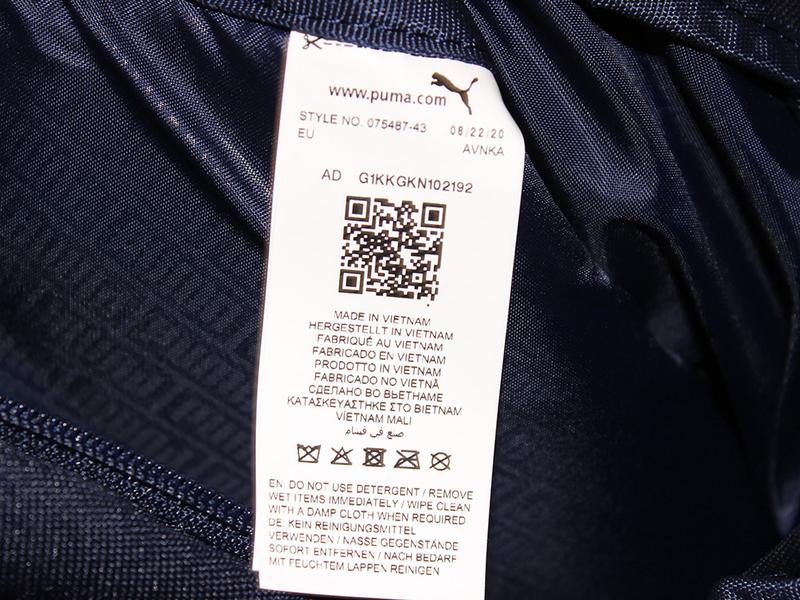 www.puma.com
STYLE NO. 075487-43 08/22/20
EU AVNKA
AD G1KKGKN102192
MADE IN VIETNAM
HERGESTELLT IN VIETNAM
FABRIQUÉ AU VIETNAM
FABRICADO EN VIETNAM
PRODOTTO IN VIETNAM
FABRICADO NO VIETNÃ
СДЕЛАНО ВО ВЬЕТНАМЕ
ΚΑΤΑΣΚΕΥΑΣΤΗΚΕ ΣΤΟ ΒΙΕΤΝΑΜ
VİETNAM MALI
صنع في فيتنام
EN: DO NOT USE DETERGENT / REMOVE
WET ITEMS IMMEDIATELY / WIPE CLEAN
WITH A DAMP CLOTH WHEN REQUIRED
DE: KEIN REINIGUNGSMITTEL
VERWENDEN / NASSE GEGENSTÄNDE
SOFORT ENTFERNEN / NACH BEDARF
MIT FEUCHTEM LAPPEN REINIGEN